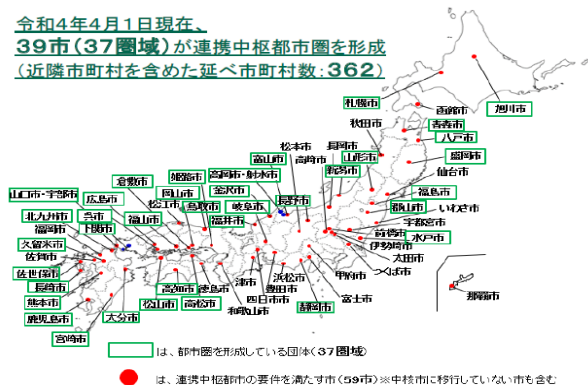 令和4年4月1日現在、
39市(37圏域)が連携中枢都市圏を形成
(近隣市町村を含めた延べ市町村数:362)
札幌市
函館市
旭川市
青森市
八戸市
盛岡市
秋田市
山形市
仙台市
福島市
郡山市
いわき市
宇都宮市
前橋市
水戸市
伊勢崎市
太田市
つくば市
甲府市
長岡市
新潟市
松本市
高崎市
長野市
富山市
高岡市・射水市
金沢市
岐阜市
福井市
姫路市
岡山市
鳥取市
倉敷市
松江市
福山市
広島市
呉市
山口市・宇部市
下関市
北九州市
福岡市
久留米市
佐賀市
佐世保市
長崎市
熊本市
鹿児島市
宮崎市
大分市
松山市
高知市
高松市
徳島市
和歌山市
津市
四日市市
豊田市
浜松市
静岡市
富士市
那覇市
は、都市圏を形成している団体(37圏域)
は、連携中枢都市の要件を満たす市(59市)※中核市に移行していない市も含む